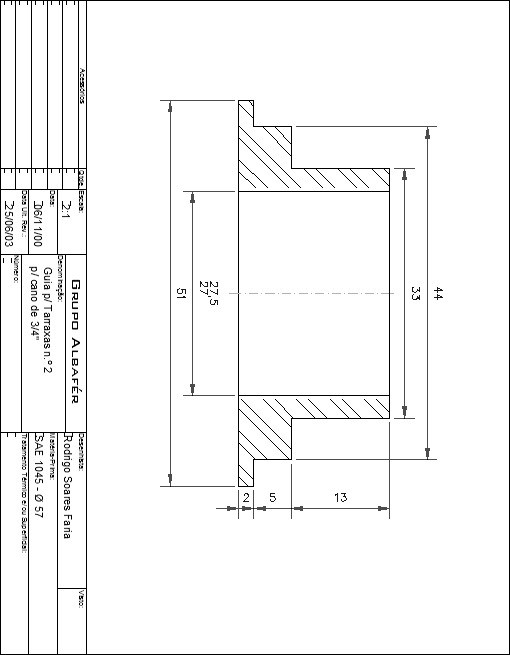 44
33
27,5
27
51
2
5
13
Acessórios
Qtde.
Escala:
2:1
Data:
06/11/00
Data Ult. Rev.:
25/06/03
GRUPO ALBAFÉR
Denominação:
Guia p/ Tarraxas n.º 2
p/ cano de 3/4"
Número:
Desenhista:
Rodrigo Soares Faria
Matéria-Prima:
SAE 1045 - Ø 57
Tratamento Térmico e/ou Superficial:
Visto: